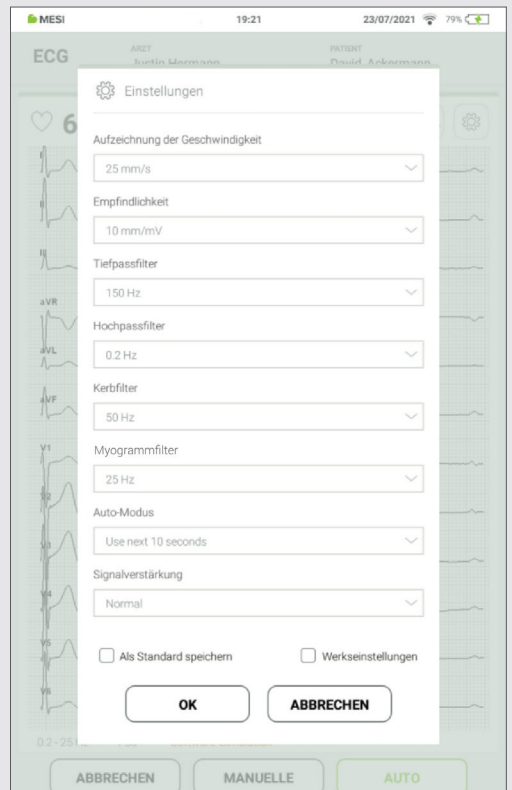 MESI 19:21 23/07/2021 79%
ECG ARZT PATIENT
Justin Hermann David Ackermann
Einstellungen
6
Aufzeichnung der Geschwindigkeit
25 mm/s
Empfindlichkeit
10 mm/mV
Tiefpassfilter
150 Hz
Hochpassfilter
0.2 Hz
Kerbfilter
50 Hz
Myogrammfilter
25 Hz
Auto-Modus
Use next 10 seconds
Signalverstärkung
Normal
Als Standard speichern Werkseinstellungen
OK ABBRECHEN
I
II
III
aVR
aVL
aVF
V1
V2
V3
V4
V5
V6
ABBRECHEN MANUELLE AUTO